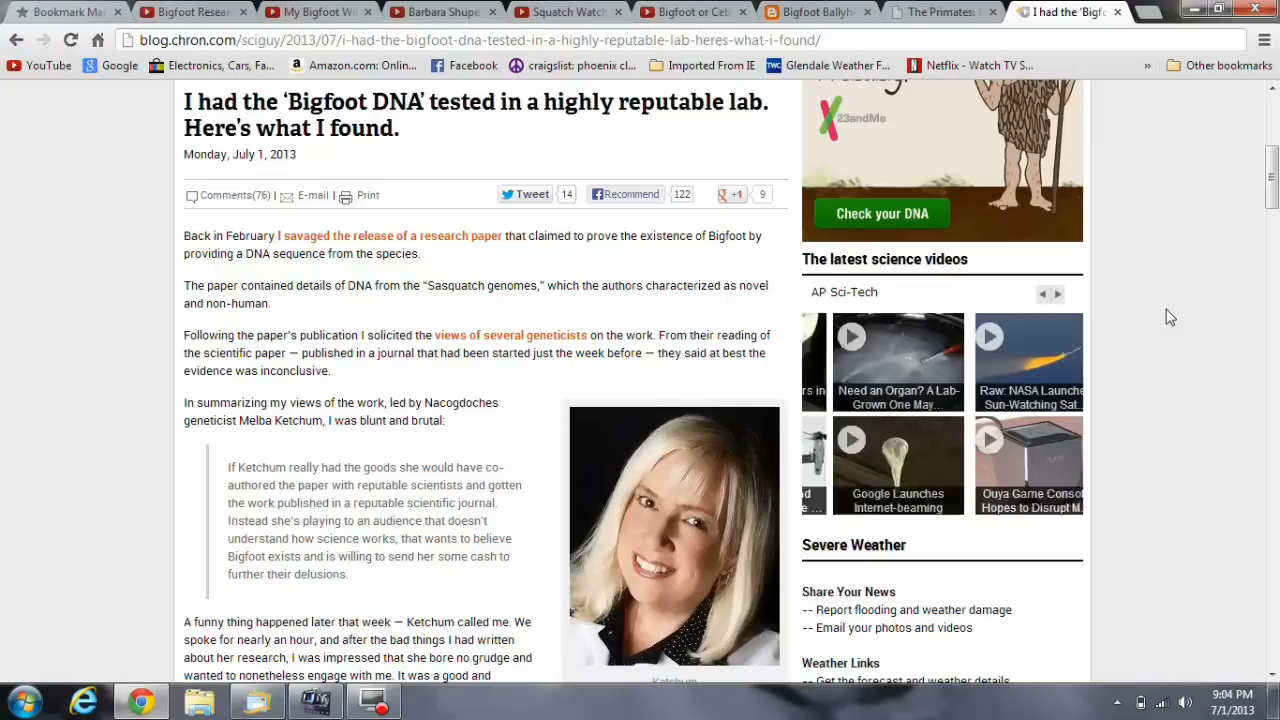 Bookmark Ma
Bigfoot Resear
My Bigfoot Wi
Barbara Shupe
Squatch Watch
Bigfoot or Ceb
Bigfoot Ballyh
The Primates:
I had the 'Bigfo
blog.chron.com/sciguy/2013/07/i-had-the-bigfoot-dna-tested-in-a-highly-reputable-lab-heres-what-i-found/
YouTube
Google
Electronics, Cars, Fa...
Amazon.com: Onlin...
Facebook
craigslist: phoenix cl...
Imported From IE
Glendale Weather F...
Netflix - Watch TV S...
»
Other bookmarks
I had the ‘Bigfoot DNA’ tested in a highly reputable lab.
Here’s what I found.
Monday, July 1, 2013
Comments(76) | E-mail | Print
Tweet 14
Recommend 122
+1 9
Back in February I savaged the release of a research paper that claimed to prove the existence of Bigfoot by
providing a DNA sequence from the species.
The paper contained details of DNA from the “Sasquatch genomes,” which the authors characterized as novel
and non-human.
Following the paper’s publication I solicited the views of several geneticists on the work. From their reading of
the scientific paper — published in a journal that had been started just the week before — they said at best the
evidence was inconclusive.
In summarizing my views of the work, led by Nacogdoches
geneticist Melba Ketchum, I was blunt and brutal:
If Ketchum really had the goods she would have co-
authored the paper with reputable scientists and gotten
the work published in a reputable scientific journal.
Instead she’s playing to an audience that doesn’t
understand how science works, that wants to believe
Bigfoot exists and is willing to send her some cash to
further their delusions.
A funny thing happened later that week — Ketchum called me. We
spoke for nearly an hour, and after the bad things I had written
about her research, I was impressed that she bore no grudge and
wanted to nonetheless engage with me. It was a good and
Ketchum
23andMe
Check your DNA
The latest science videos
AP Sci-Tech
rs in
Need an Organ? A Lab-
Grown One May...
Raw: NASA Launche
Sun-Watching Sat..
Google Launches
Internet-beaming
Ouya Game Conso
Hopes to Disrupt M
Severe Weather
Share Your News
-- Report flooding and weather damage
-- Email your photos and videos
Weather Links
-- Get the forecast and weather details
9:04 PM
7/1/2013